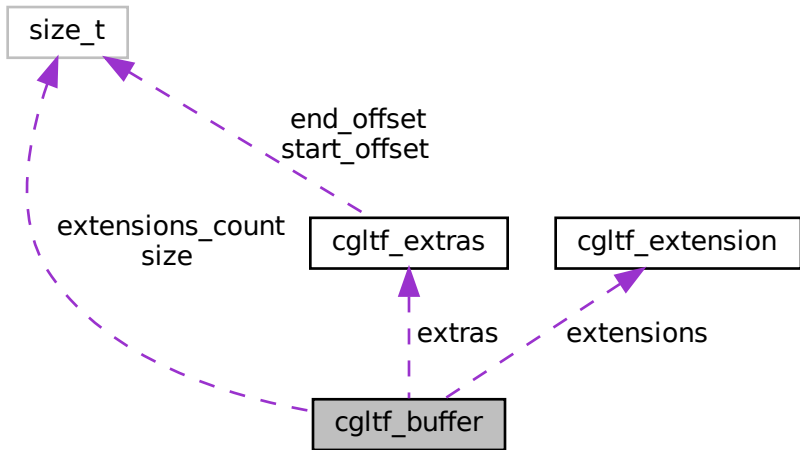 size_t
end_offset
start_offset
extensions_count
size
cgltf_extras
cgltf_extension
extras
extensions
cgltf_buffer